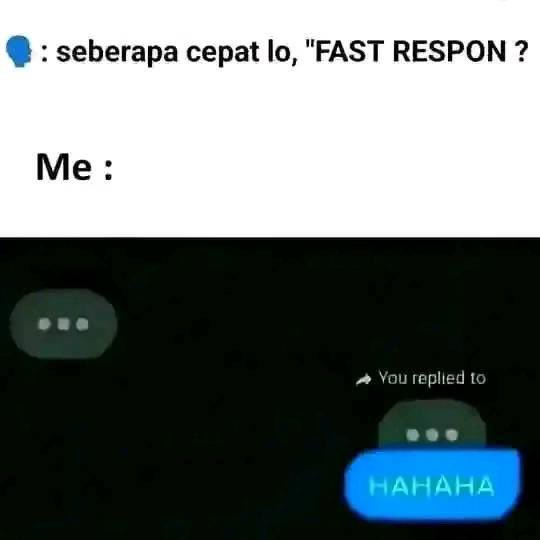 🗣: seberapa cepat lo, "FAST RESPON ?
Me :
You replied to
HAHAHA